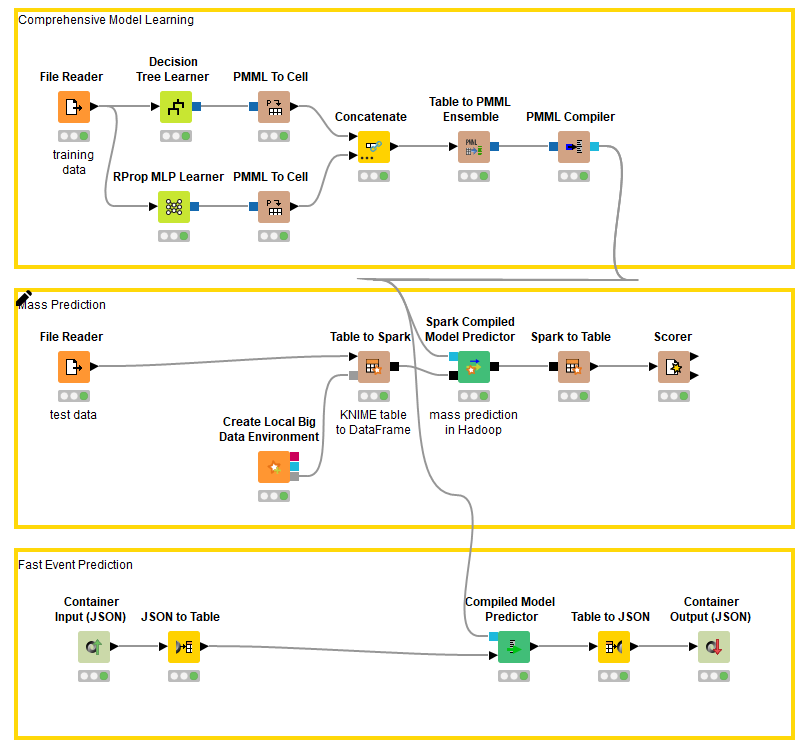 Comprehensive Model Learning
File Reader
training
data
Decision
Tree Learner
PMML To Cell
RProp MLP Learner
PMML To Cell
Concatenate
Table to PMML
Ensemble
PMML Compiler
Mass Prediction
File Reader
test data
Create Local Big
Data Environment
Table to Spark
KNIME table
to DataFrame
Spark Compiled
Model Predictor
mass prediction
in Hadoop
Spark to Table
Scorer
Fast Event Prediction
Container
Input (JSON)
JSON to Table
Compiled Model
Predictor
Table to JSON
Container
Output (JSON)